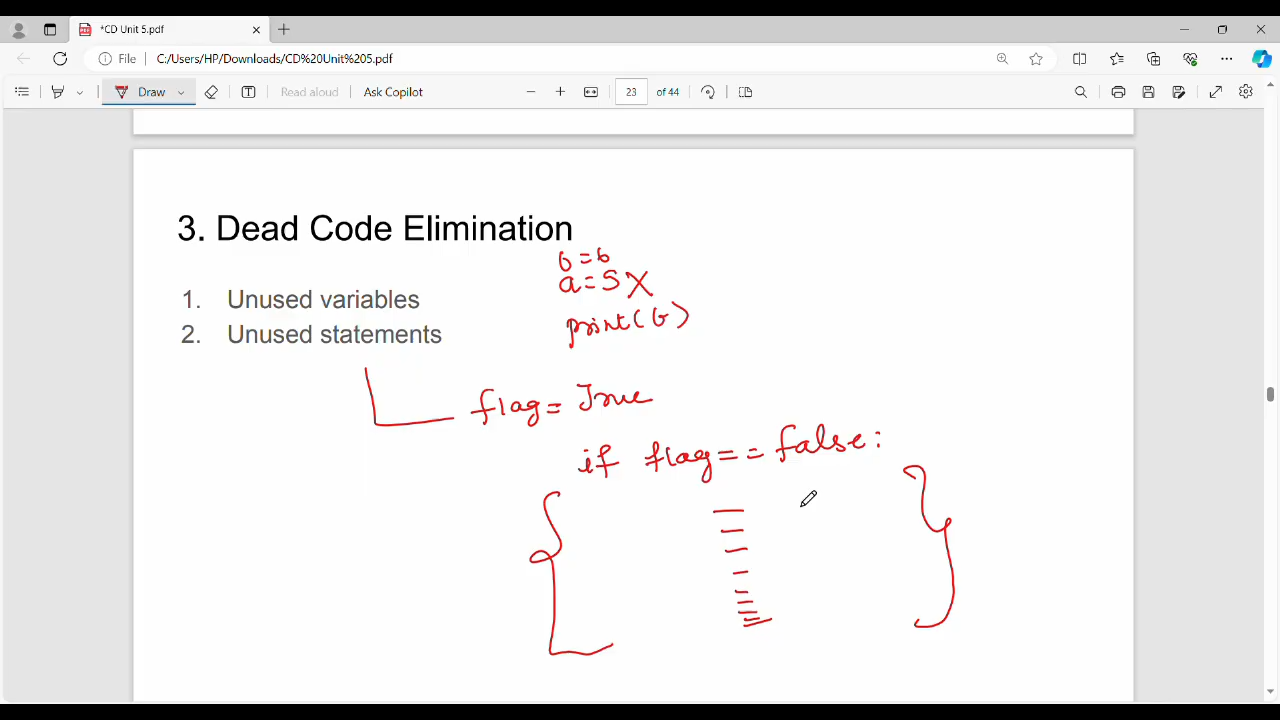 *CD Unit 5.pdf
File C:/Users/HP/Downloads/CD%20Unit%205.pdf
Draw Read aloud Ask Copilot 23 of 44
3. Dead Code Elimination
b = 6
a = 5 X
1. Unused variables
print(b)
2. Unused statements
flag = True
if flag == false: